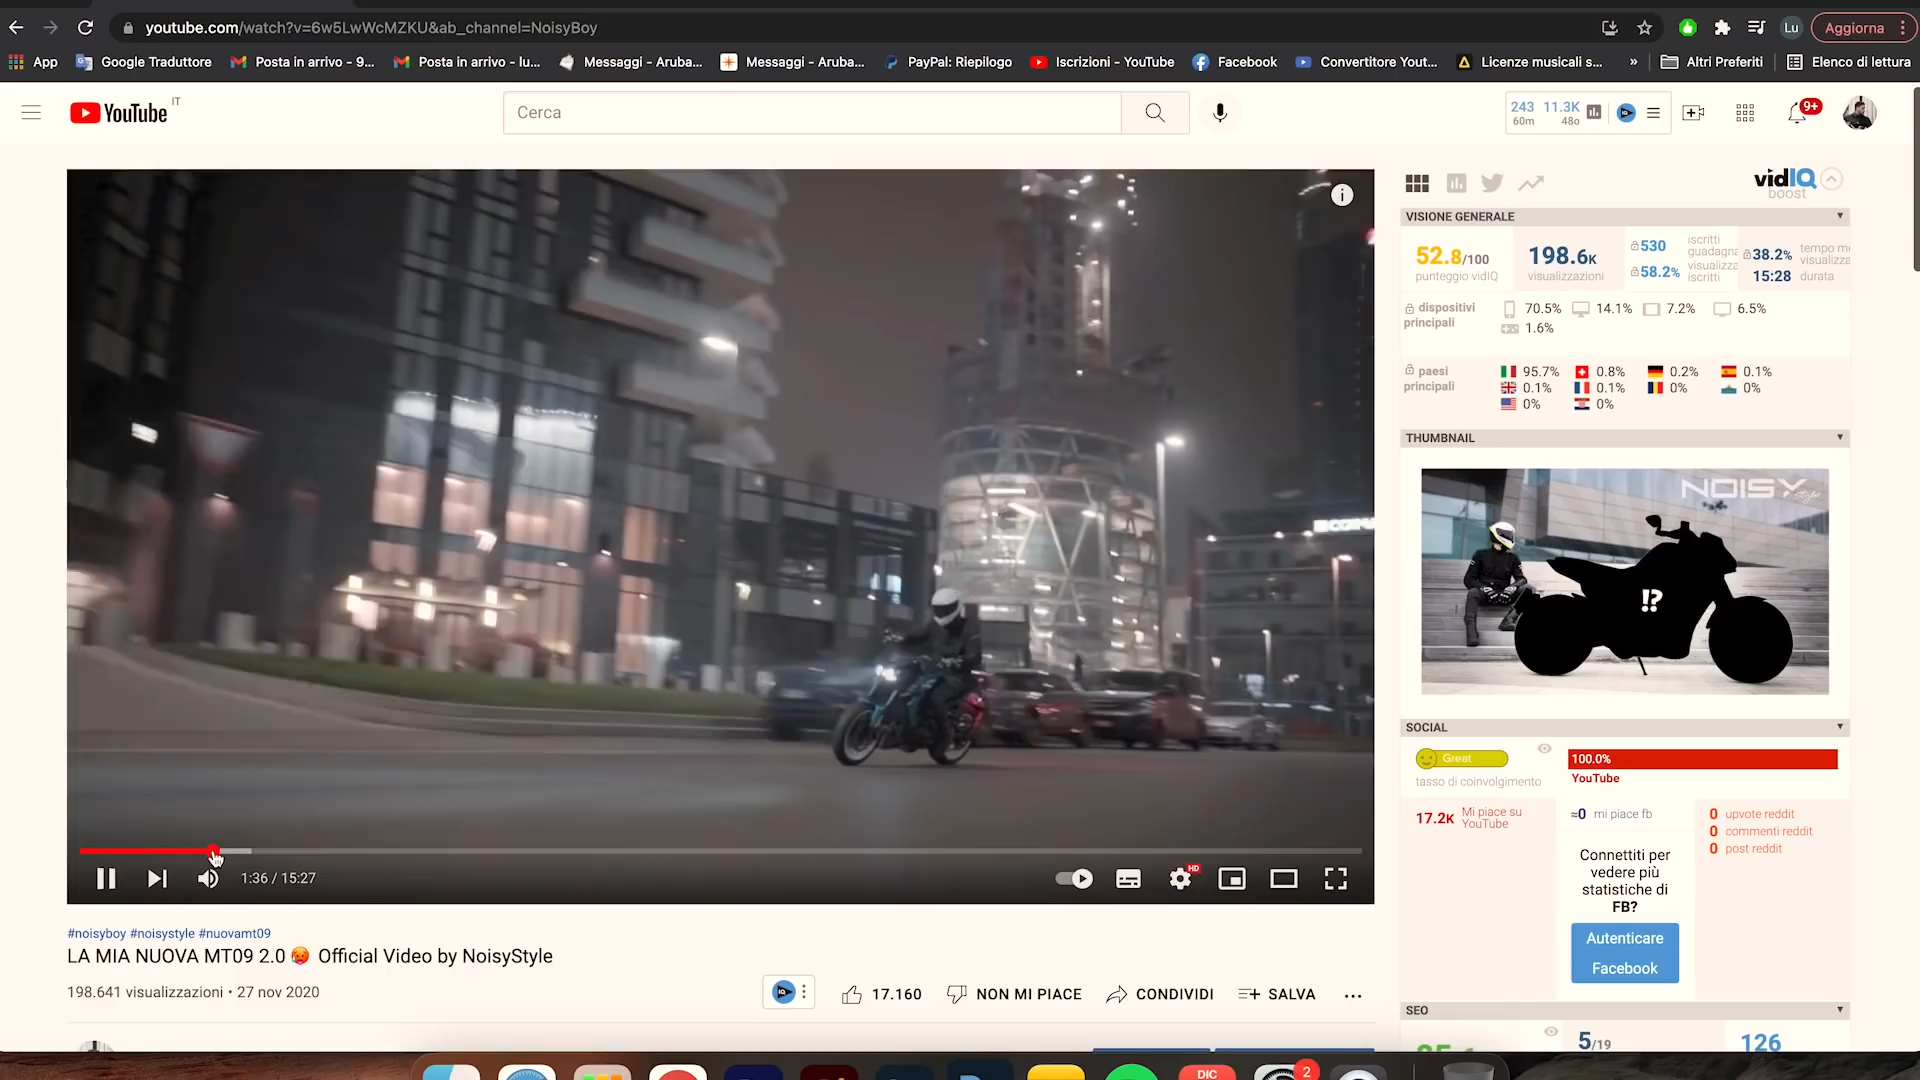 youtube.com/watch?v=6w5LwWcMZKU&ab_channel=NoisyBoy
Lu
Aggiorna
App
Google Traduttore
Posta in arrivo - 9...
Posta in arrivo - lu...
Messaggi - Aruba...
Messaggi - Aruba...
PayPal: Riepilogo
Iscrizioni - YouTube
Facebook
Convertitore Yout...
Licenze musicali s...
»
Altri Preferiti
Elenco di lettura
YouTube IT
Cerca
243 11.3K
60m 48o
9+
vidIQ
boost
VISIONE GENERALE
52.8/100
punteggio vidIQ
198.6K
visualizzazioni
530 iscritti guadagna
58.2% visualizza iscritti
38.2% tempo m
visualizza
15:28 durata
dispositivi principali
70.5% 14.1% 7.2% 6.5%
1.6%
paesi principali
95.7% 0.8% 0.2% 0.1%
0.1% 0.1% 0% 0%
0% 0%
THUMBNAIL
NOISY
Style
!?
SOCIAL
Great
tasso di coinvolgimento
100.0%
YouTube
17.2K Mi piace su YouTube
≈0 mi piace fb
0 upvote reddit
0 commenti reddit
0 post reddit
Connettiti per
vedere più
statistiche di
FB?
Autenticare
Facebook
SEO
5/19
126
HD
1:36 / 15:27
#noisyboy #noisystyle #nuovamt09
LA MIA NUOVA MT09 2.0 🥵 Official Video by NoisyStyle
198.641 visualizzazioni • 27 nov 2020
17.160
NON MI PIACE
CONDIVIDI
SALVA
DIC
2